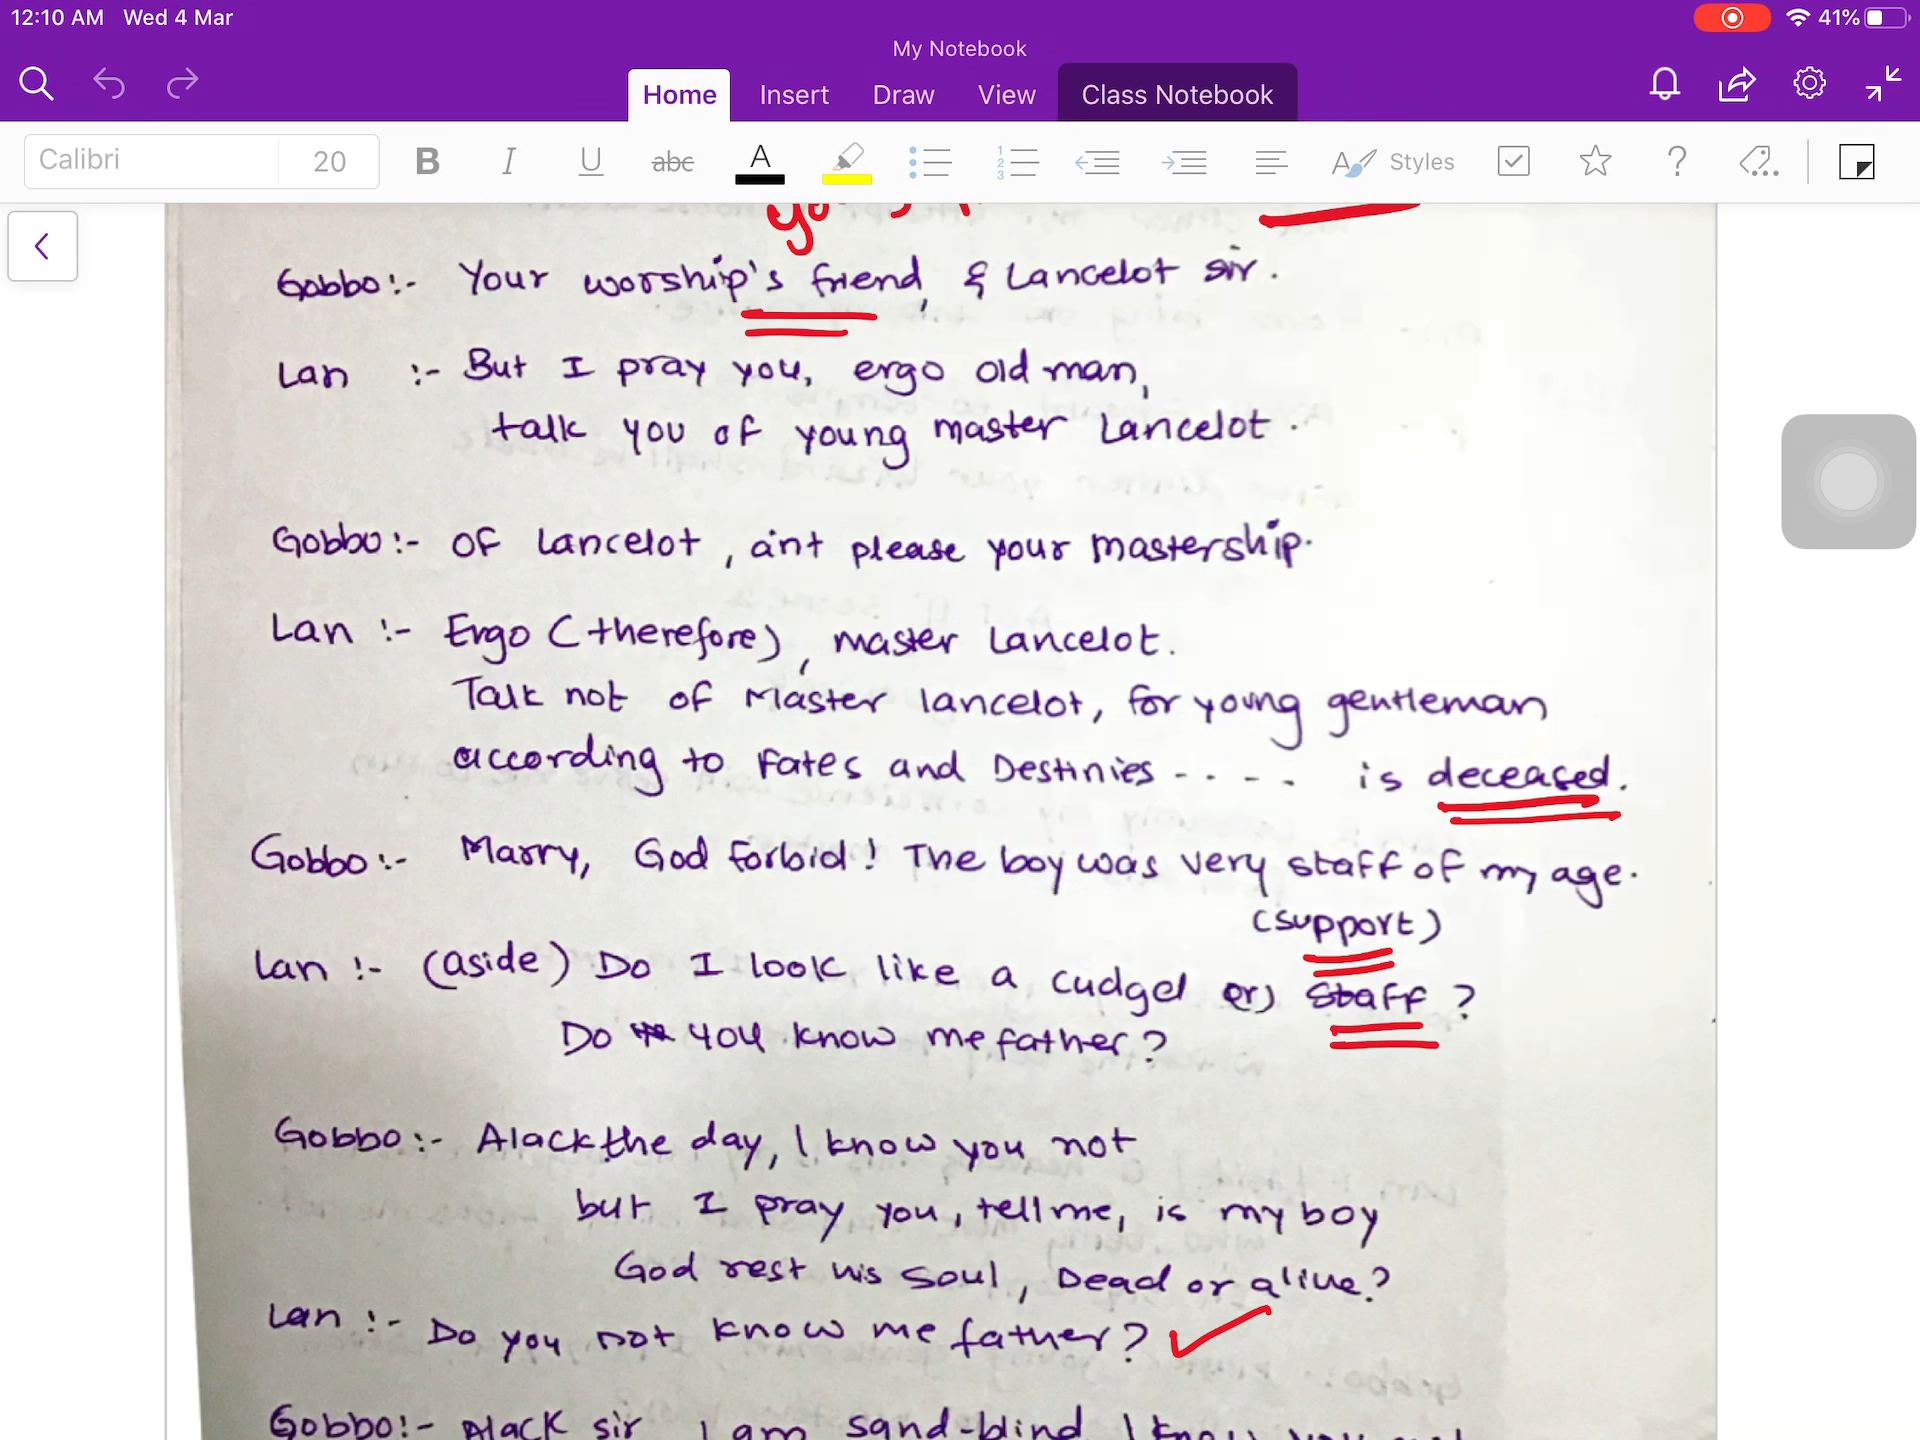 12:10 AM Wed 4 Mar
41%
My Notebook
Home Insert Draw View Class Notebook
Calibri 20 B I U abc A Styles
Gobbo:- Your worship's friend, & Lancelot sir.
Lan :- But I pray you, ergo old man,
talk you of young master Lancelot.
Gobbo:- of Lancelot, ain't please your mastership.
Lan :- Ergo (therefore), master Lancelot.
Talk not of Master lancelot, for young gentleman
according to Fates and Destinies - - - - is deceased.
Gobbo:- Marry, God forbid! The boy was very staff of my age.
(support)
Lan :- (aside) Do I look like a cudgel or) staff?
Do you know me father?
Gobbo:- Alack the day, I know you not
but I pray you, tell me, is my boy
God rest his soul, Dead or alive?
Lan :- Do you not know me father?
Gobbo:- Alack sir I am sand-blind I know you not